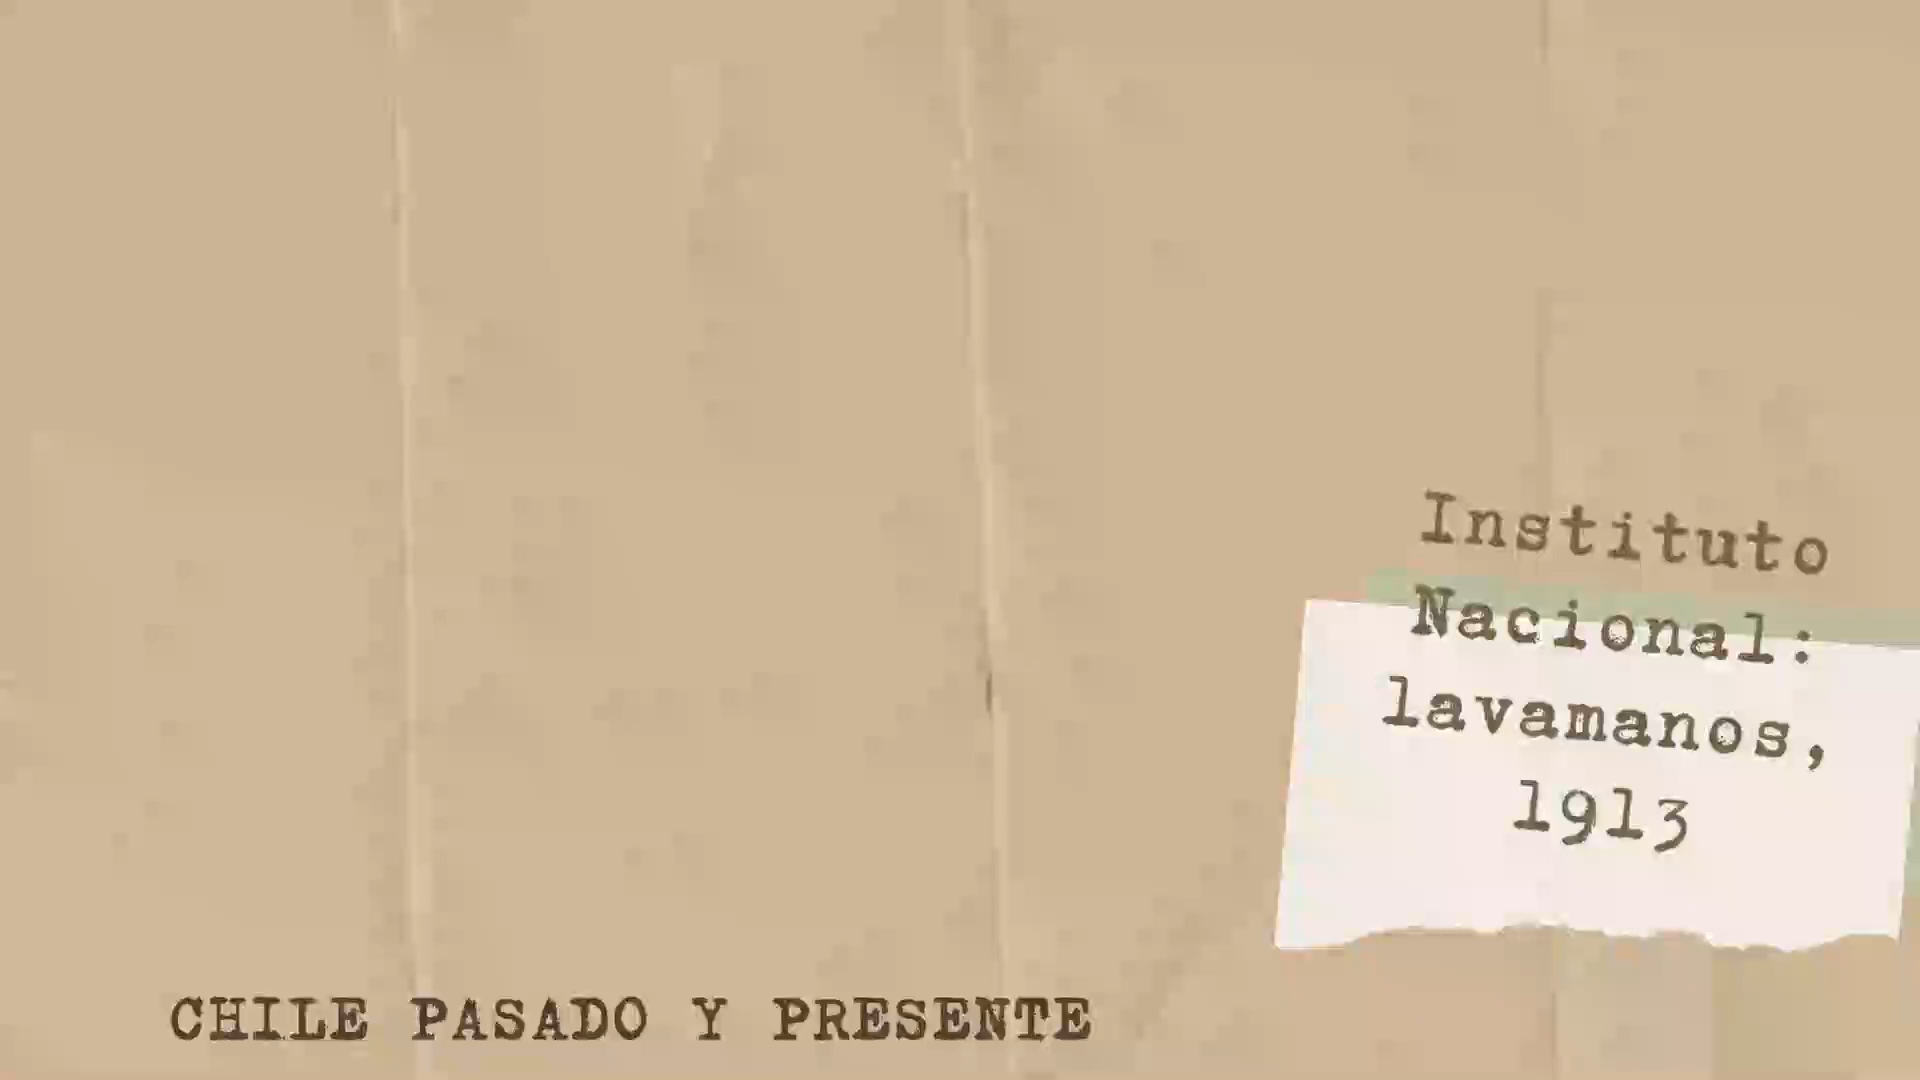 Instituto
Nacional:
lavamanos,
1913
CHILE PASADO Y PRESENTE